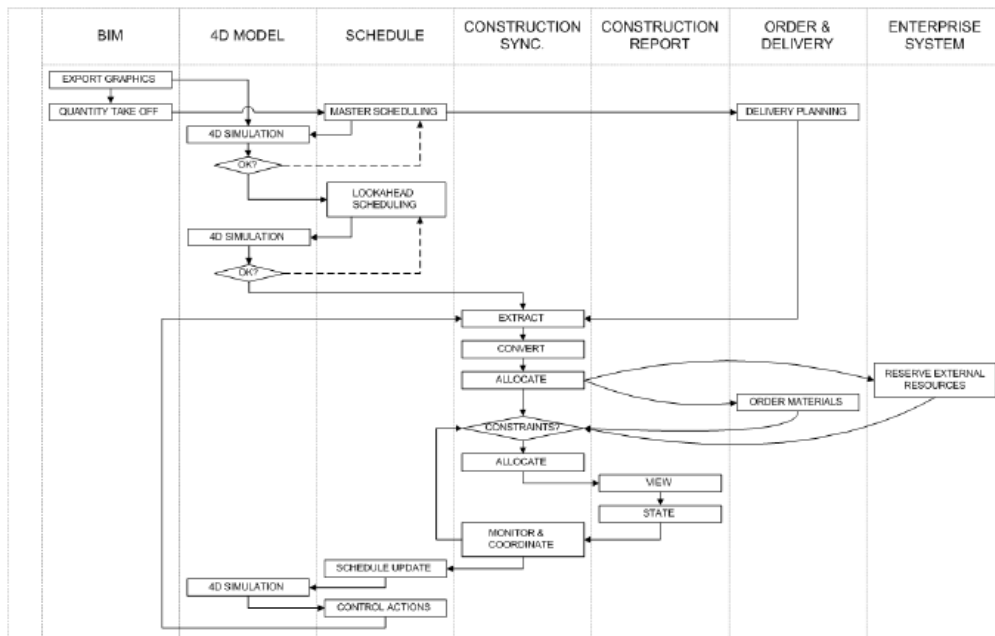 BIM
4D MODEL
SCHEDULE
CONSTRUCTION
SYNC.
CONSTRUCTION
REPORT
ORDER &
DELIVERY
ENTERPRISE
SYSTEM
EXPORT GRAPHICS
QUANTITY TAKE OFF
MASTER SCHEDULING
DELIVERY PLANNING
4D SIMULATION
OK?
LOOKAHEAD
SCHEDULING
4D SIMULATION
OK?
EXTRACT
CONVERT
ALLOCATE
RESERVE EXTERNAL
RESOURCES
ORDER MATERIALS
CONSTRAINTS?
ALLOCATE
VIEW
STATE
MONITOR &
COORDINATE
SCHEDULE UPDATE
4D SIMULATION
CONTROL ACTIONS